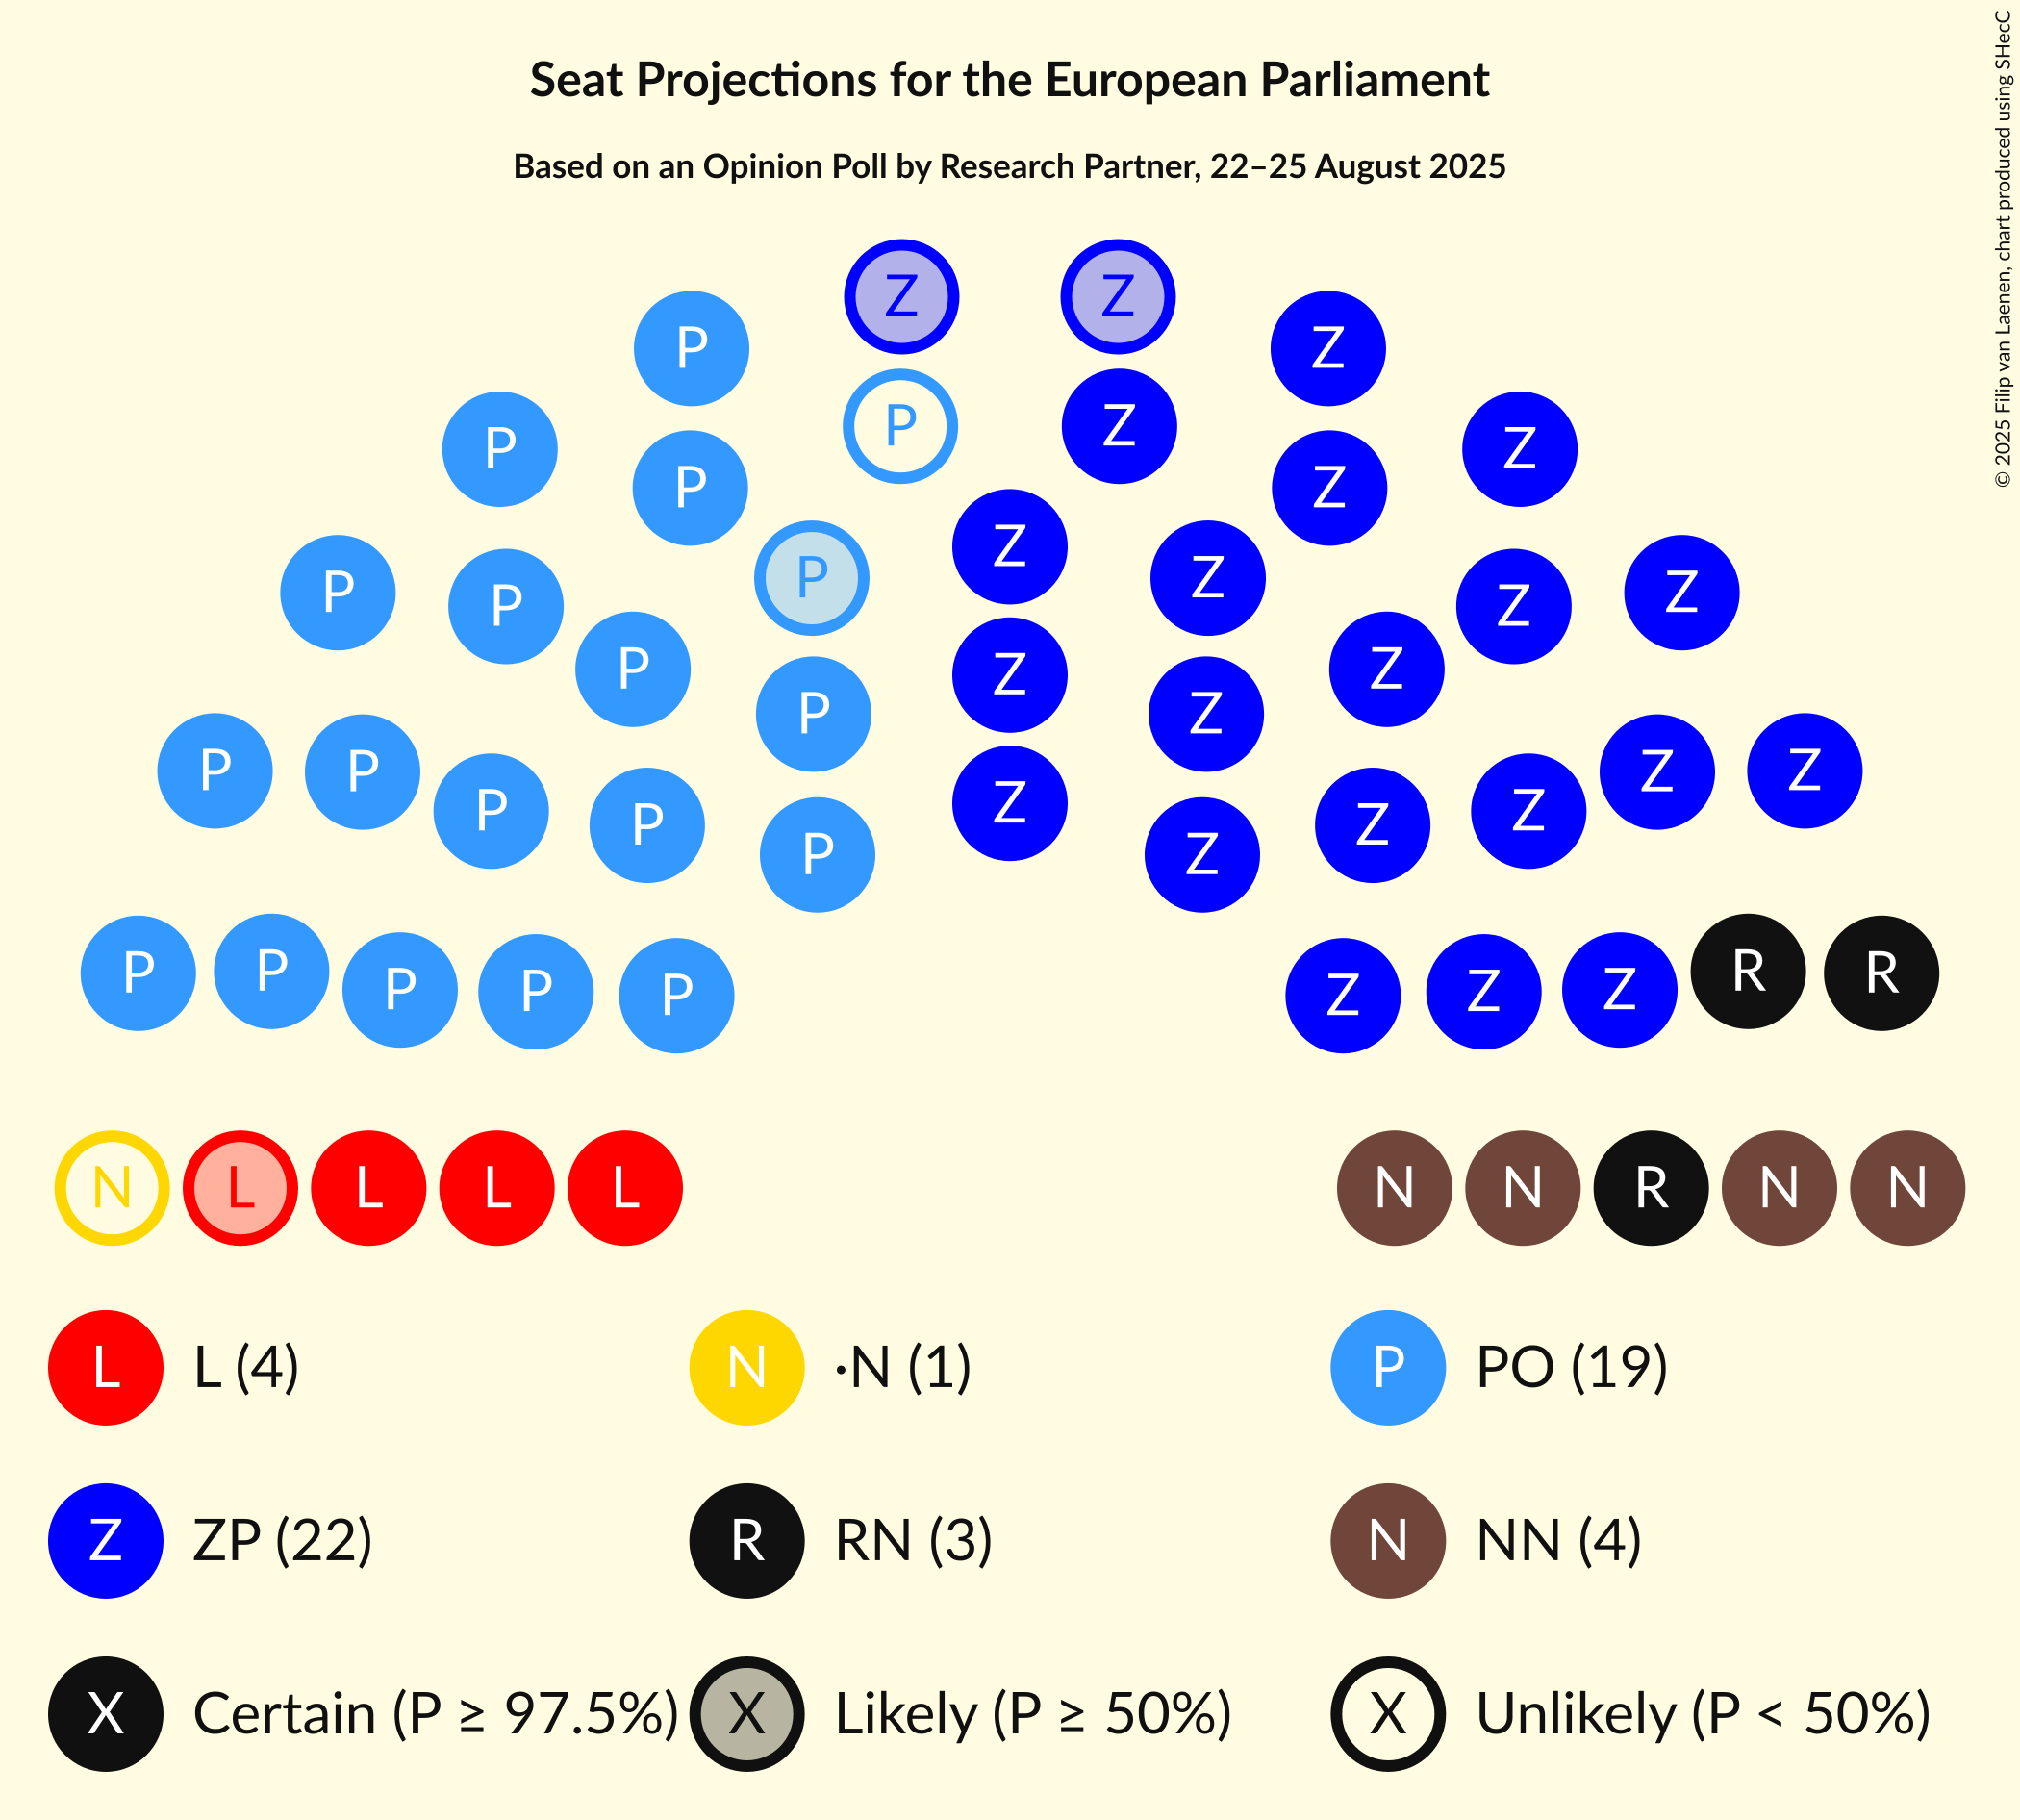 Seat Projections for the European Parliament
Based on an Opinion Poll by Research Partner, 22–25 August 2025
© 2025 Filip van Laenen, chart produced using SHecC
Z Z
P Z
P Z
P Z
P Z
P Z
Z
P Z
P Z
P Z
P Z
Z
P Z
P Z
P Z
P Z
Z
P Z
P Z
P R
P R
P Z
P Z
P Z
N L L L L N N R N N
L L (4) N ·N (1) P PO (19)
Z ZP (22) R RN (3) N NN (4)
X Certain (P ≥ 97.5%) X Likely (P ≥ 50%) X Unlikely (P < 50%)